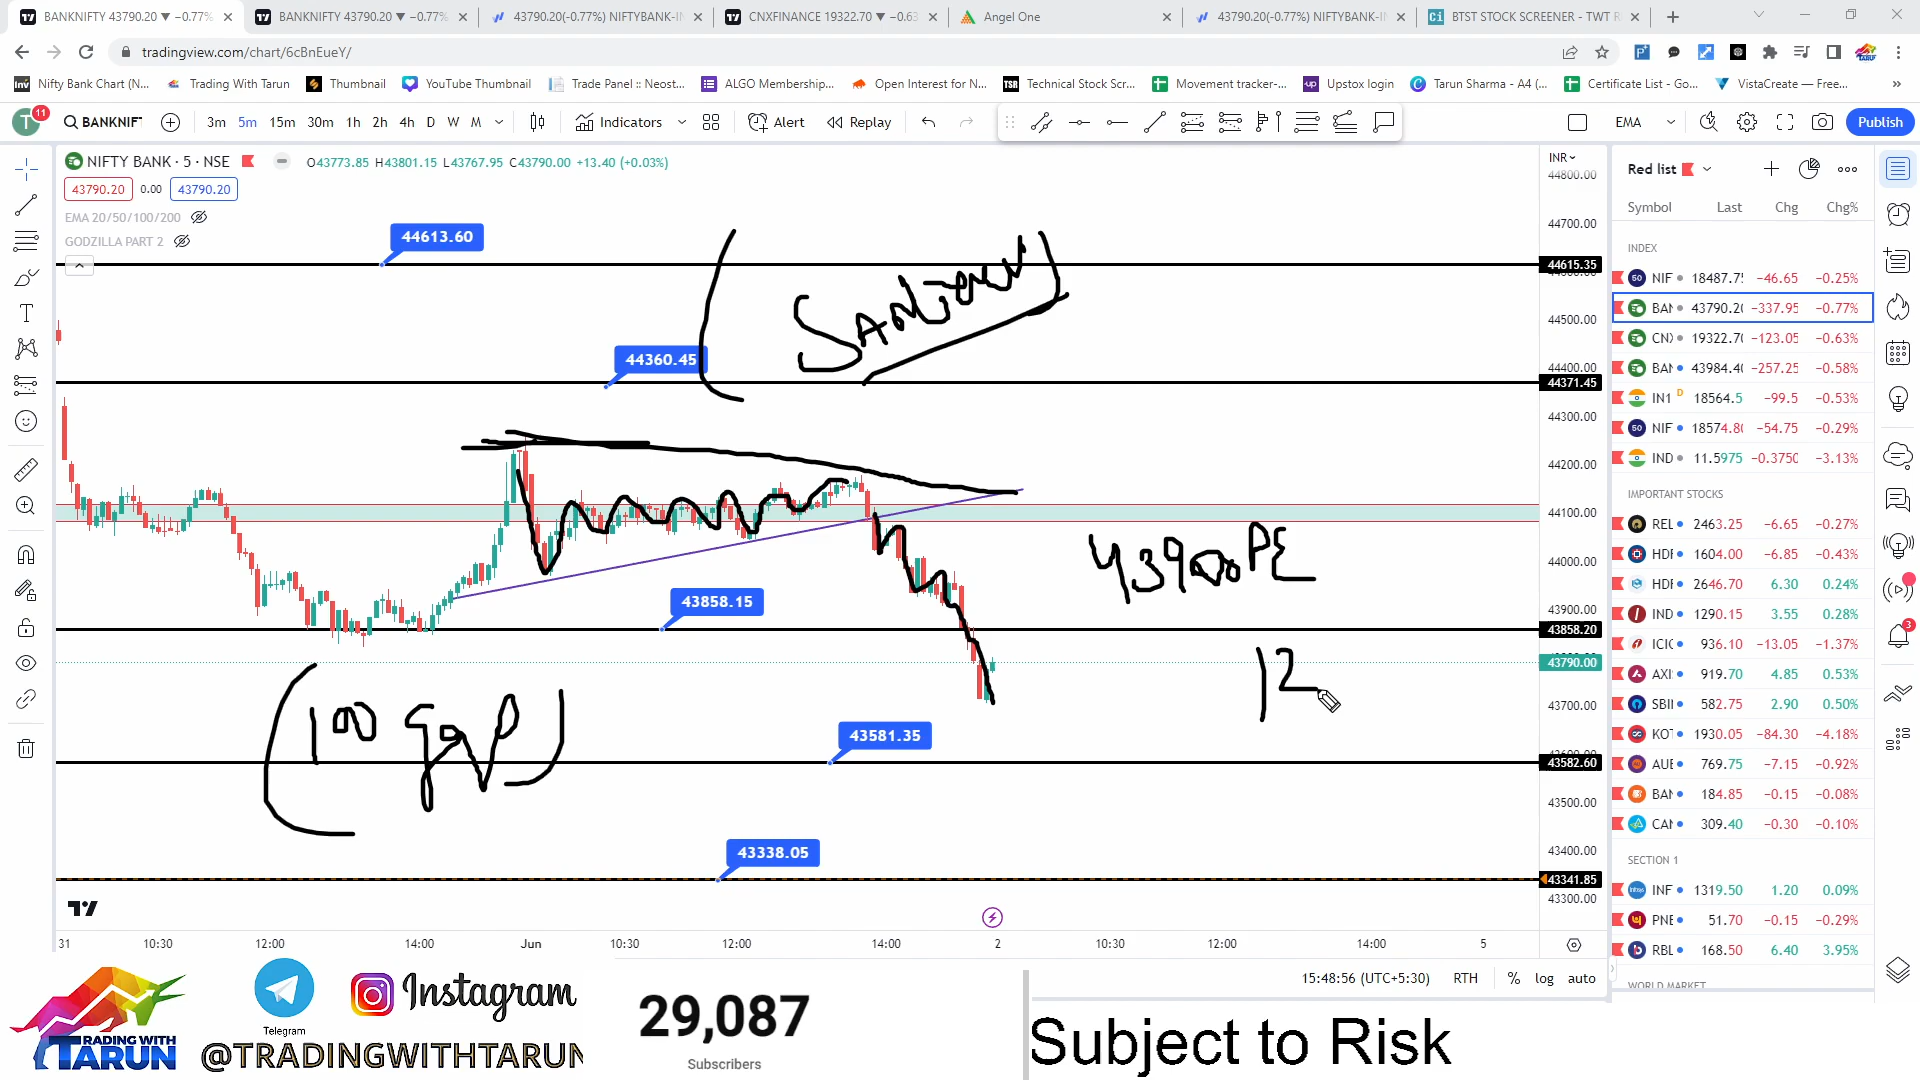 BANKNIFTY 43790.20 ▼ −0.77%
BANKNIFTY 43790.20 ▼ −0.77%
43790.20(-0.77%) NIFTYBANK-IN
CNXFINANCE 19322.70 ▼ −0.63
Angel One
43790.20(-0.77%) NIFTYBANK-IN
BTST STOCK SCREENER - TWT R
tradingview.com/chart/6cBnEueY/
Nifty Bank Chart (N...
Trading With Tarun
Thumbnail
YouTube Thumbnail
Trade Panel :: Neost...
ALGO Membership...
Open Interest for N...
Technical Stock Scr...
Movement tracker-...
Upstox login
Tarun Sharma - A4 (...
Certificate List - Go...
VistaCreate — Free...
T 11
BANKNIF
3m 5m 15m 30m 1h 2h 4h D W M
Indicators
Alert
Replay
EMA
Publish
NIFTY BANK · 5 · NSE
O43773.85 H43801.15 L43767.95 C43790.00 +13.40 (+0.03%)
43790.20 0.00 43790.20
EMA 20/50/100/200
GODZILLA PART 2
44613.60
44360.45
43858.15
43581.35
43338.05
43900 PE
12
(100 gap)
INR
44800.00
44700.00
44615.35
44500.00
44400.00
44371.45
44300.00
44200.00
44100.00
44000.00
43900.00
43858.20
43790.00
43700.00
43582.60
43500.00
43400.00
43341.85
43300.00
31 10:30 12:00 14:00 Jun 10:30 12:00 14:00 2 10:30 12:00 14:00 5
15:48:56 (UTC+5:30) RTH % log auto
Red list
Symbol Last Chg Chg%
INDEX
NIF 18487.75 −46.65 −0.25%
BAN 43790.20 −337.95 −0.77%
CNX 19322.70 −123.05 −0.63%
BAN 43984.40 −257.25 −0.58%
IN1 D 18564.5 −99.5 −0.53%
NIF 18574.80 −54.75 −0.29%
IND 11.5975 −0.3750 −3.13%
IMPORTANT STOCKS
REL 2463.25 −6.65 −0.27%
HDF 1604.00 −6.85 −0.43%
HDF 2646.70 6.30 0.24%
IND 1290.15 3.55 0.28%
ICIC 936.10 −13.05 −1.37%
AXI 919.70 4.85 0.53%
SBII 582.75 2.90 0.50%
KOT 1930.05 −84.30 −4.18%
AUE 769.75 −7.15 −0.92%
BAN 184.85 −0.15 −0.08%
CAN 309.40 −0.30 −0.10%
SECTION 1
INF 1319.50 1.20 0.09%
PNE 51.70 −0.15 −0.29%
RBL 168.50 6.40 3.95%
WORLD MARKET
TRADING WITH
TARUN
Telegram
Instagram
@TRADINGWITHTARUN
29,087
Subscribers
Subject to Risk